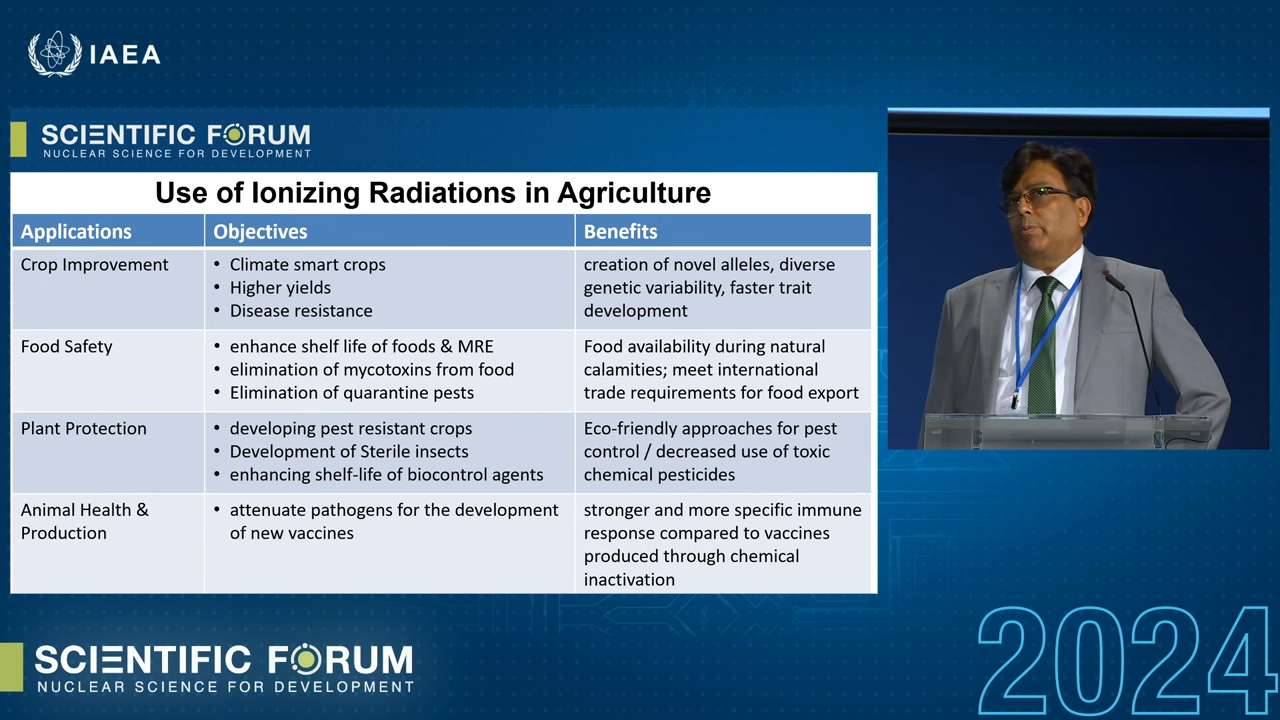 IAEA
SCIENTIFIC FORUM
NUCLEAR SCIENCE FOR DEVELOPMENT
Use of Ionizing Radiations in Agriculture
Applications
Objectives
Benefits
Crop Improvement
• Climate smart crops
• Higher yields
• Disease resistance
creation of novel alleles, diverse
genetic variability, faster trait
development
Food Safety
• enhance shelf life of foods & MRE
• elimination of mycotoxins from food
• Elimination of quarantine pests
Food availability during natural
calamities; meet international
trade requirements for food export
Plant Protection
• developing pest resistant crops
• Development of Sterile insects
• enhancing shelf-life of biocontrol agents
Eco-friendly approaches for pest
control / decreased use of toxic
chemical pesticides
Animal Health &
Production
• attenuate pathogens for the development
of new vaccines
stronger and more specific immune
response compared to vaccines
produced through chemical
inactivation
SCIENTIFIC FORUM
NUCLEAR SCIENCE FOR DEVELOPMENT
2024